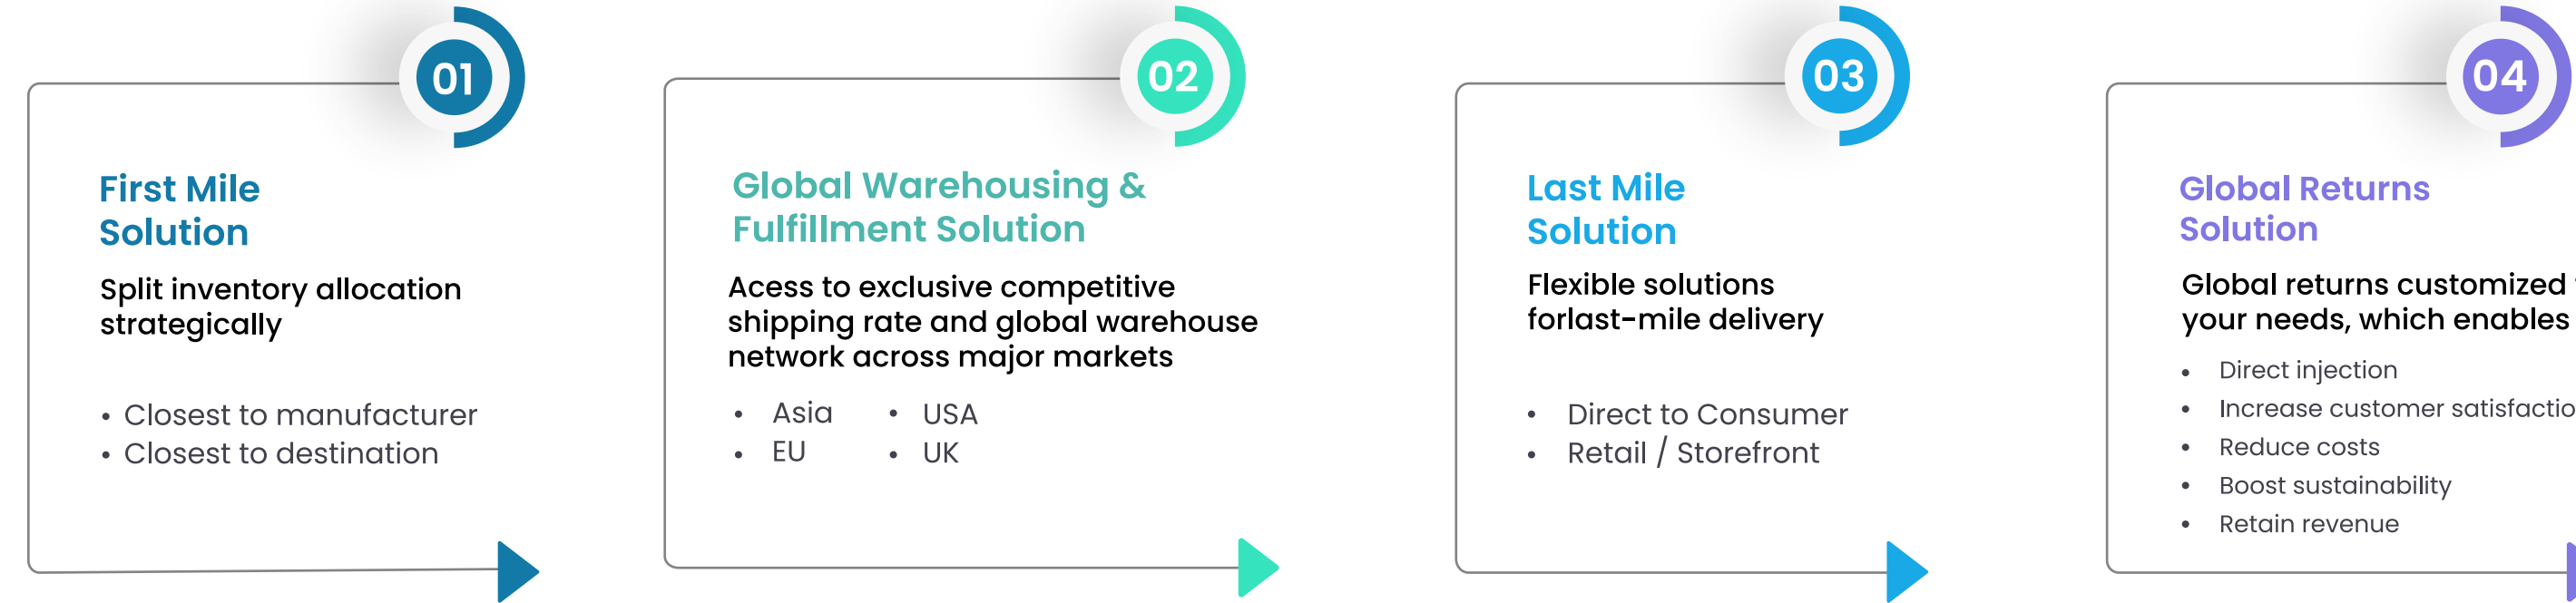 01
First Mile
Solution
Split inventory allocation
strategically
• Closest to manufacturer
• Closest to destination
02
Global Warehousing &
Fulfillment Solution
Acess to exclusive competitive
shipping rate and global warehouse
network across major markets
• Asia • USA
• EU • UK
03
Last Mile
Solution
Flexible solutions
forlast-mile delivery
• Direct to Consumer
• Retail / Storefront
04
Global Returns
Solution
Global returns customized
your needs, which enables
• Direct injection
• Increase customer satisfactio
• Reduce costs
• Boost sustainability
• Retain revenue